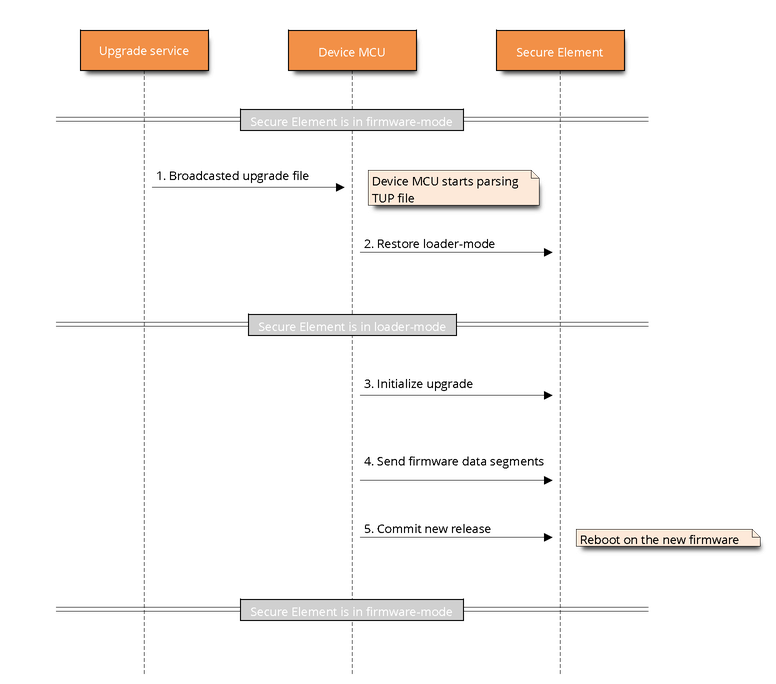 Upgrade service
Device MCU
Secure Element
Secure Element is in firmware-mode
1. Broadcasted upgrade file
Device MCU starts parsing
TUP file
2. Restore loader-mode
Secure Element is in loader-mode
3. Initialize upgrade
4. Send firmware data segments
5. Commit new release
Reboot on the new firmware
Secure Element is in firmware-mode